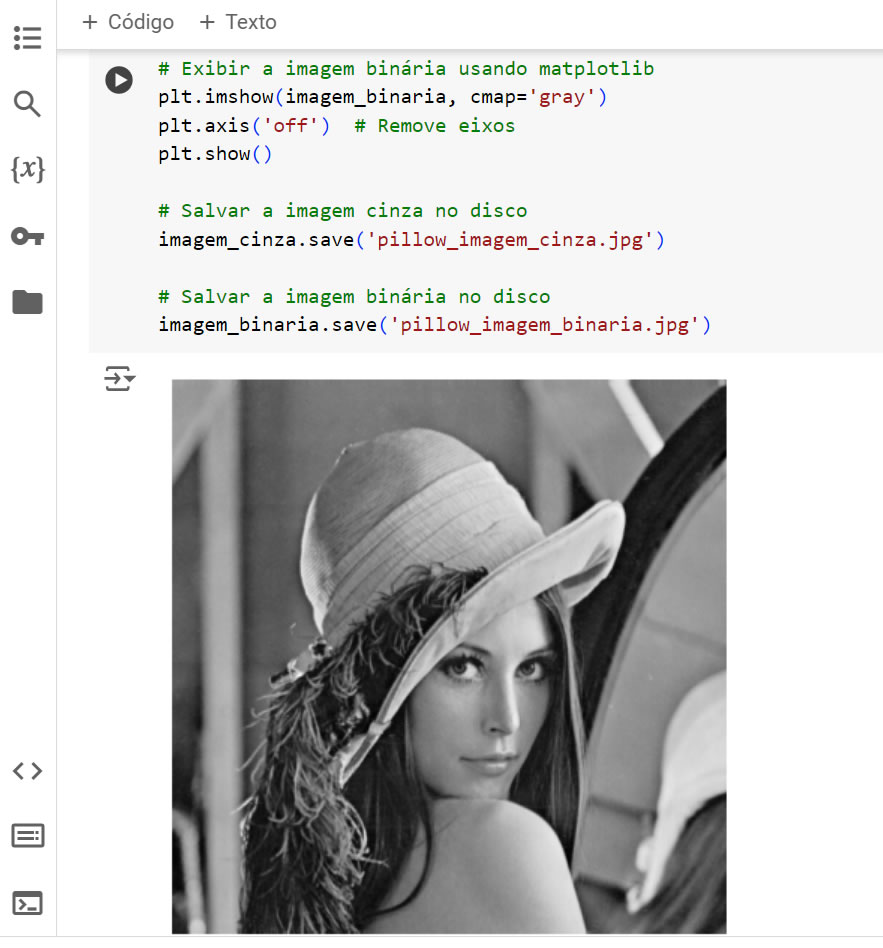 + Código + Texto
{x}
# Exibir a imagem binária usando matplotlib
plt.imshow(imagem_binaria, cmap='gray')
plt.axis('off')  # Remove eixos
plt.show()
# Salvar a imagem cinza no disco
imagem_cinza.save('pillow_imagem_cinza.jpg')
# Salvar a imagem binária no disco
imagem_binaria.save('pillow_imagem_binaria.jpg')